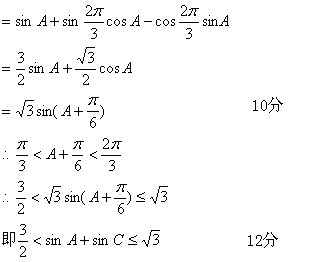 = sin A + sin 2π/3 cos A − cos 2π/3 sin A
= 3/2 sin A + √3/2 cos A
= √3 sin( A + π/6 ) 10分
∴ π/3 < A + π/6 < 2π/3
∴ 3/2 < √3 sin( A + π/6 ) ≤ √3
即 3/2 < sin A + sin C ≤ √3 12分